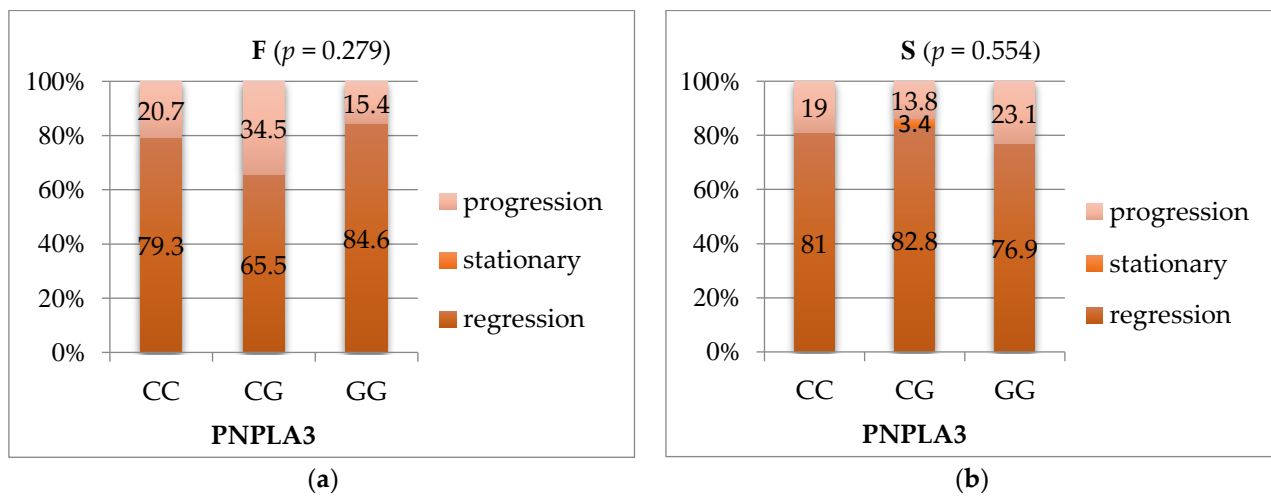 F (p = 0.279)
100%
80%
60%
40%
20%
0%
20.7
34.5
15.4
79.3
65.5
84.6
progression
stationary
regression
CC CG GG
PNPLA3
(a)
S (p = 0.554)
100%
80%
60%
40%
20%
0%
19
13.8
3.4
23.1
81
82.8
76.9
progression
stationary
regression
CC CG GG
PNPLA3
(b)